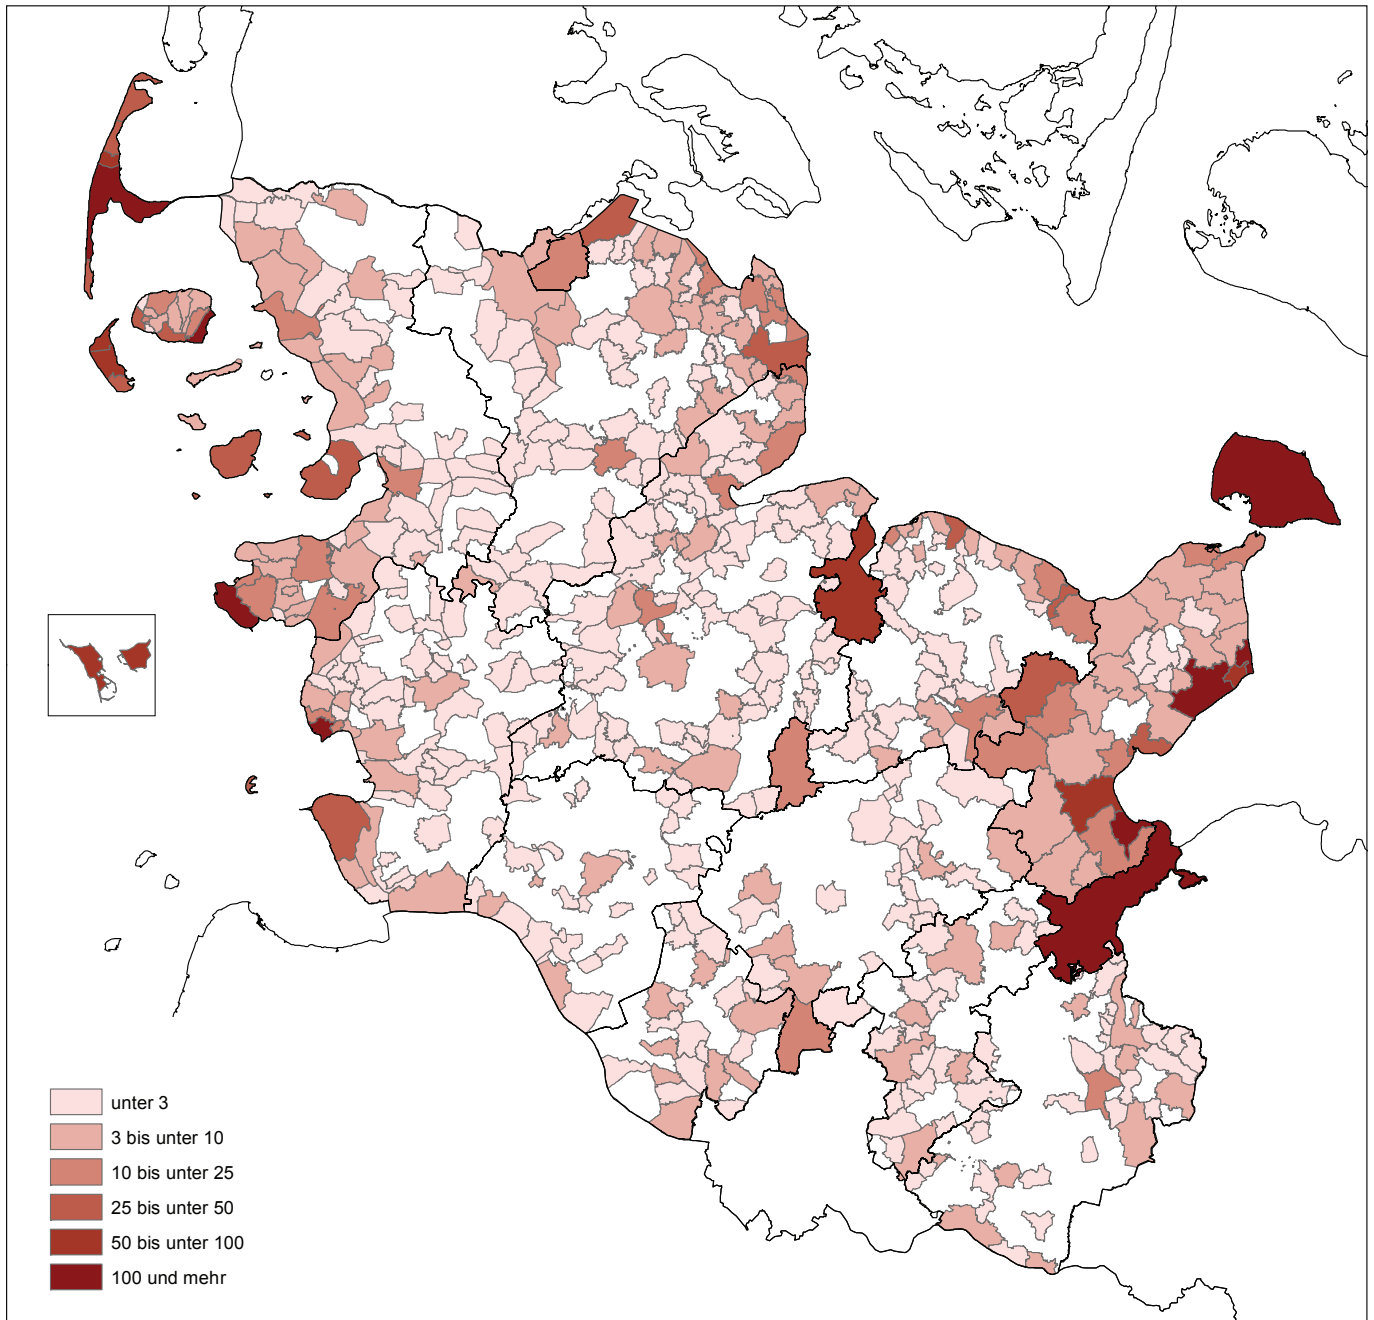 unter 3
3 bis unter 10
10 bis unter 25
25 bis unter 50
50 bis unter 100
100 und mehr